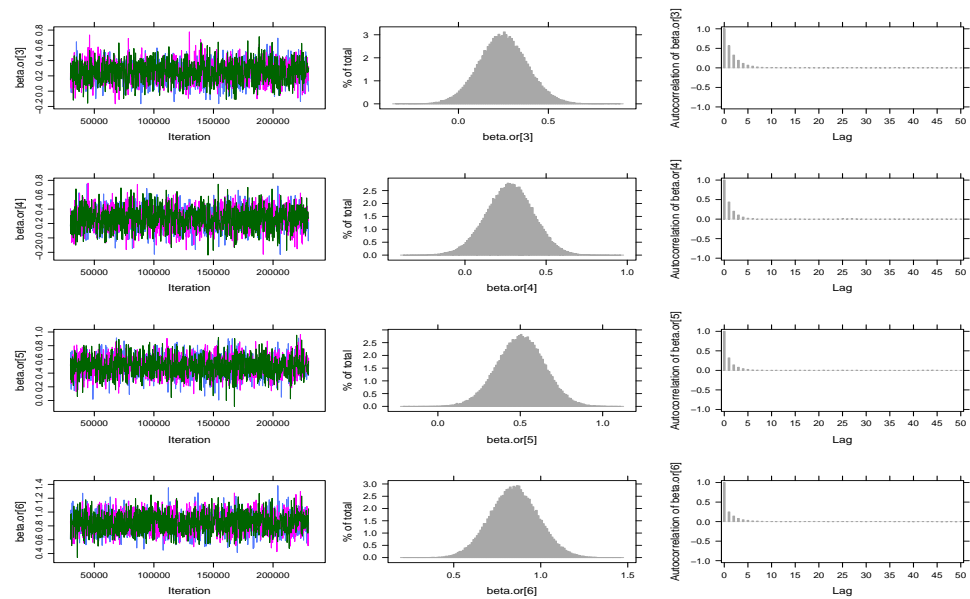 beta.or[3]
-0.20.0 0.2 0.4 0.6 0.8
50000 100000 150000 200000
Iteration
% of total
0 1 2 3
0.0 0.5
beta.or[3]
Autocorrelation of beta.or[3]
1.0
0.5
0.0
−0.5
−1.0
0 5 10 15 20 25 30 35 40 45 50
Lag
beta.or[4]
-0.20.0 0.2 0.4 0.6 0.8
50000 100000 150000 200000
Iteration
% of total
2.5
2.0
1.5
1.0
0.5
0.0
0.0 0.5 1.0
beta.or[4]
Autocorrelation of beta.or[4]
1.0
0.5
0.0
−0.5
−1.0
0 5 10 15 20 25 30 35 40 45 50
Lag
beta.or[5]
0.0 0.2 0.4 0.6 0.8 1.0
50000 100000 150000 200000
Iteration
% of total
2.5
2.0
1.5
1.0
0.5
0.0
0.0 0.5 1.0
beta.or[5]
Autocorrelation of beta.or[5]
1.0
0.5
0.0
−0.5
−1.0
0 5 10 15 20 25 30 35 40 45 50
Lag
beta.or[6]
0.4 0.6 0.8 1.0 1.2 1.4
50000 100000 150000 200000
Iteration
% of total
3.0
2.5
2.0
1.5
1.0
0.5
0.0
0.5 1.0 1.5
beta.or[6]
Autocorrelation of beta.or[6]
1.0
0.5
0.0
−0.5
−1.0
0 5 10 15 20 25 30 35 40 45 50
Lag